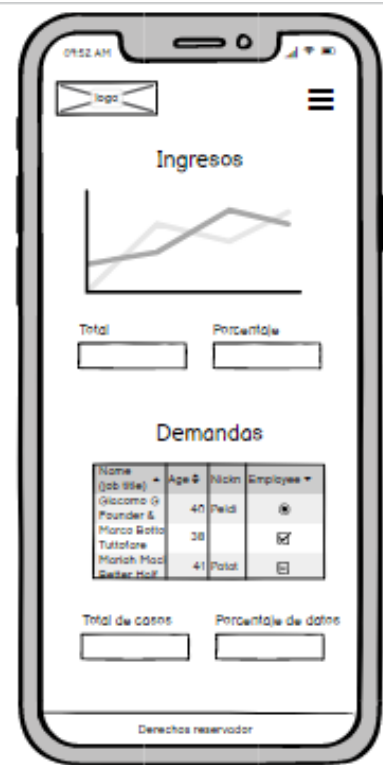 09:52 AM
logo
Ingresos
Total Porcentaje
Demandas
Name
(job title) Age Nickn Employee
Giacomo G
Founder & 40 Peldi
Marco Botto
Tuttofare 38
Mariah Macl
Better Half 41 Patat
Total de casos Porcentaje de datos
Derechos reservador